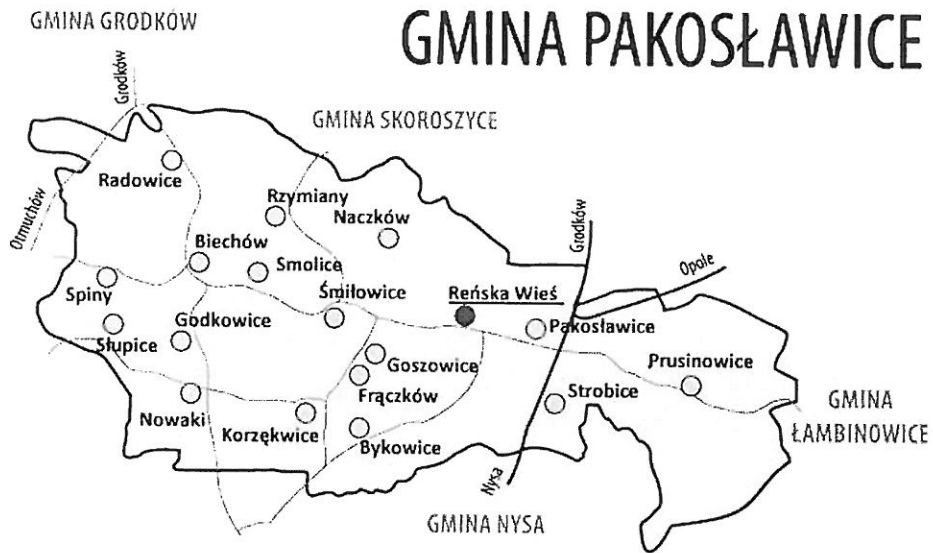 GMINA GRODKÓW
GMINA PAKOSŁAWICE
Grodków
GMINA SKOROSZYCE
Radowice
Otmuchów
Rzymiany
Naczków
Grodków
Biechów
Smolice
Opole
Spiny
Śmiłowice
Reńska Wieś
Godkowice
Pakosławice
Słupice
Goszowice
Prusinowice
Frączków
Strobice
Nowaki
Korzękwice
Bykowice
GMINA
ŁAMBINOWICE
Nysa
GMINA NYSA